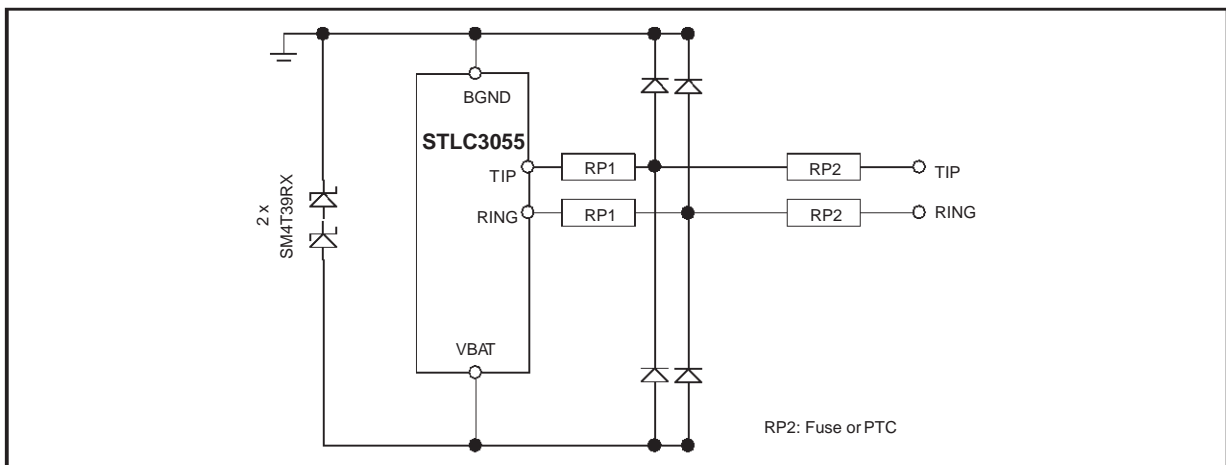 BGND
STLC3055
TIP
RP1
RP2
TIP
RING
RP1
RP2
RING
2 x
SM4T39RX
VBAT
RP2: Fuse or PTC